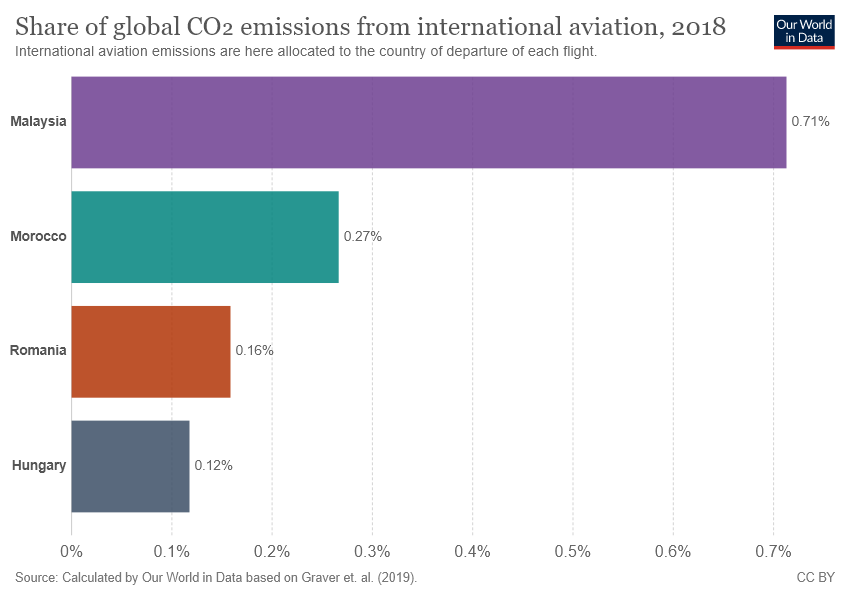 Share of global CO₂ emissions from international aviation, 2018
International aviation emissions are here allocated to the country of departure of each flight.
Our World
in Data
Malaysia
0.71%
Morocco
0.27%
Romania
0.16%
Hungary
0.12%
0%
0.1%
0.2%
0.3%
0.4%
0.5%
0.6%
0.7%
Source: Calculated by Our World in Data based on Graver et. al. (2019).
CC BY